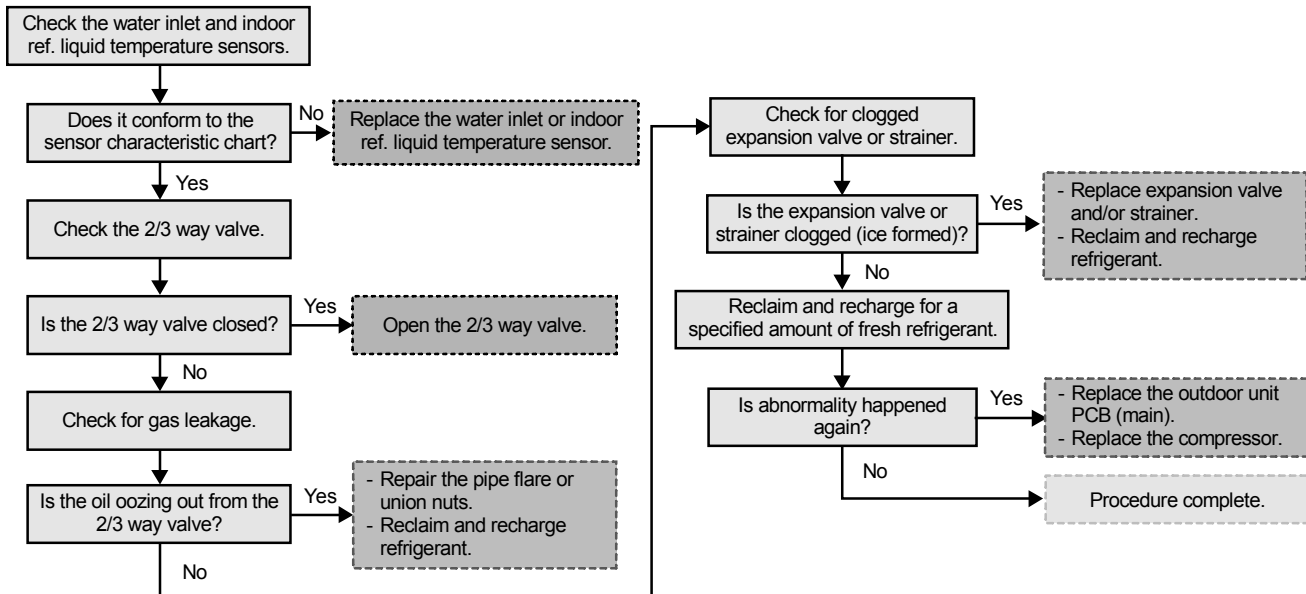 Check the water inlet and indoor
ref. liquid temperature sensors.
Does it conform to the
sensor characteristic chart?
No
Replace the water inlet or indoor
ref. liquid temperature sensor.
Yes
Check the 2/3 way valve.
Is the 2/3 way valve closed?
Yes
Open the 2/3 way valve.
No
Check for gas leakage.
Is the oil oozing out from the
2/3 way valve?
Yes
- Repair the pipe flare or
union nuts.
- Reclaim and recharge
refrigerant.
No
Check for clogged
expansion valve or strainer.
Is the expansion valve or
strainer clogged (ice formed)?
Yes
- Replace expansion valve
and/or strainer.
- Reclaim and recharge
refrigerant.
No
Reclaim and recharge for a
specified amount of fresh refrigerant.
Is abnormality happened
again?
Yes
- Replace the outdoor unit
PCB (main).
- Replace the compressor.
No
Procedure complete.